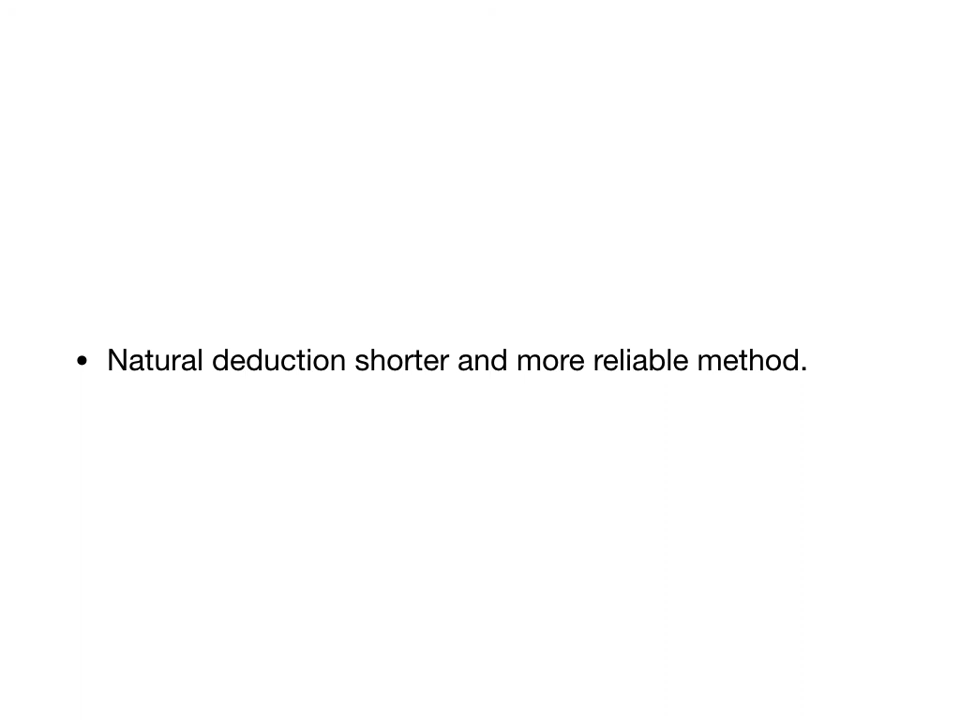 • Natural deduction shorter and more reliable method.